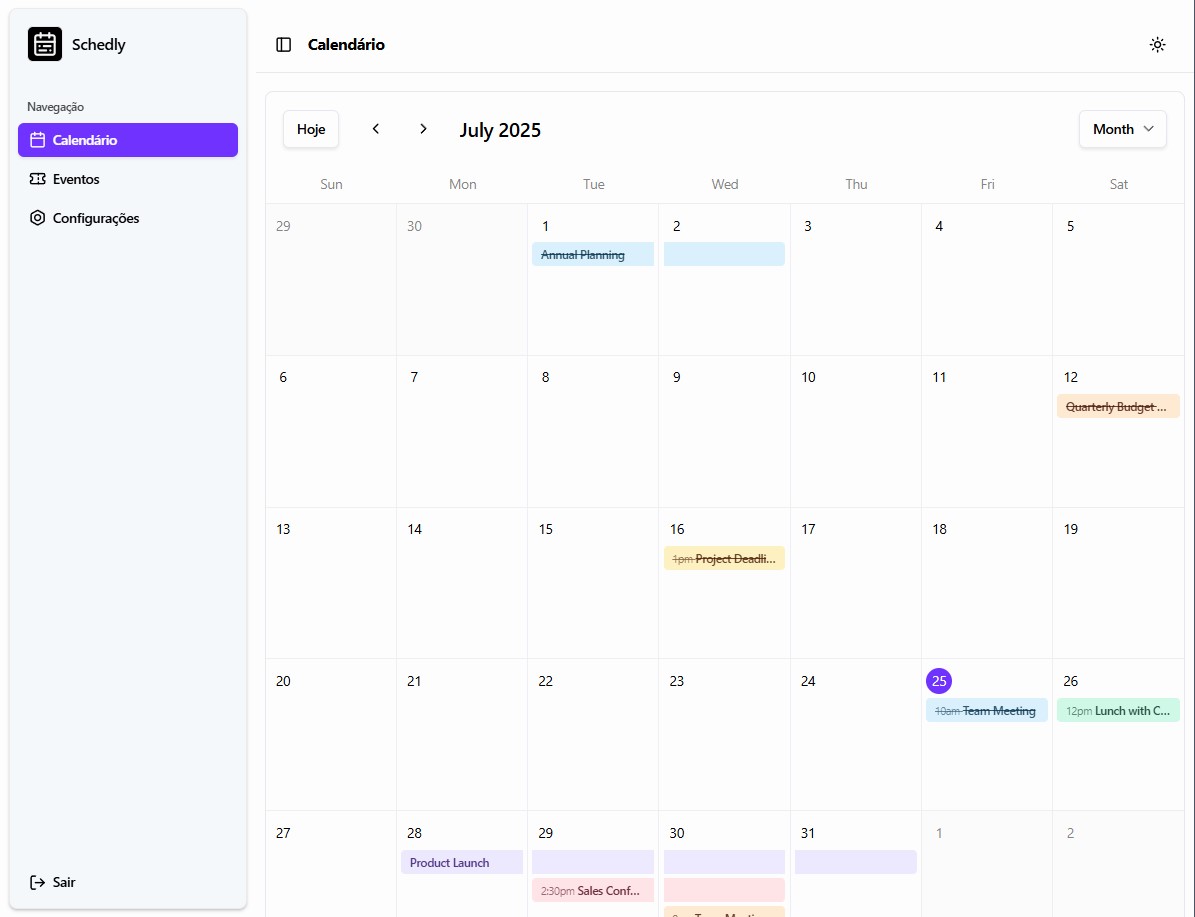 Schedly
Calendário
Navegação
Calendário
Eventos
Configurações
Sair
Hoje
July 2025
Month
Sun Mon Tue Wed Thu Fri Sat
29 30 1 2 3 4 5
Annual Planning
6 7 8 9 10 11 12
Quarterly Budget ...
13 14 15 16 17 18 19
1pm Project Deadli...
20 21 22 23 24 25 26
10am Team Meeting 12pm Lunch with C...
27 28 29 30 31 1 2
Product Launch
2:30pm Sales Conf...